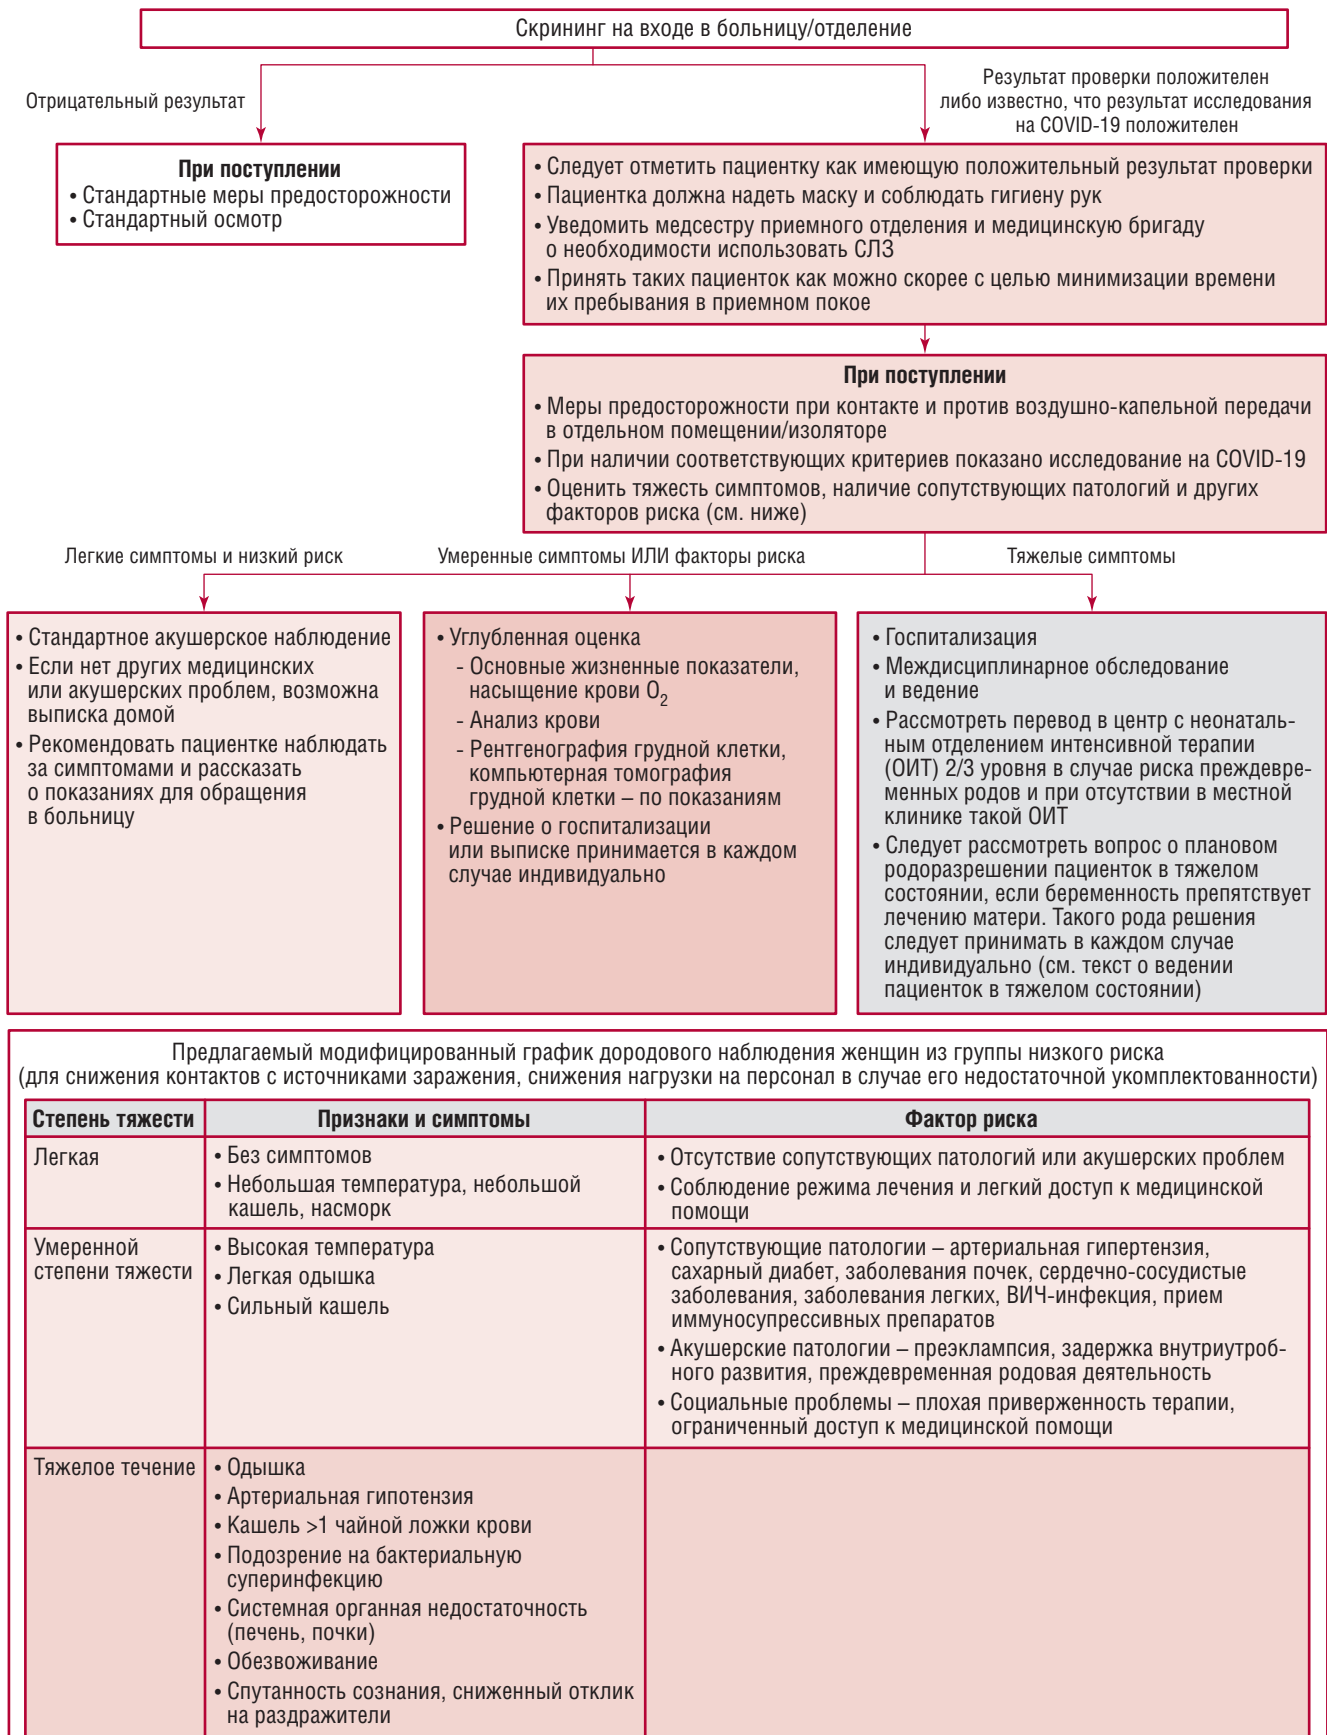 Скрининг на входе в больницу/отделение
Отрицательный результат
Результат проверки положителен
либо известно, что результат исследования
на COVID-19 положителен
При поступлении
• Стандартные меры предосторожности
• Стандартный осмотр
• Следует отметить пациентку как имеющую положительный результат проверки
• Пациентка должна надеть маску и соблюдать гигиену рук
• Уведомить медсестру приемного отделения и медицинскую бригаду
о необходимости использовать СЛЗ
• Принять таких пациенток как можно скорее с целью минимизации времени
их пребывания в приемном покое
При поступлении
• Меры предосторожности при контакте и против воздушно-капельной передачи
в отдельном помещении/изоляторе
• При наличии соответствующих критериев показано исследование на COVID-19
• Оценить тяжесть симптомов, наличие сопутствующих патологий и других
факторов риска (см. ниже)
Легкие симптомы и низкий риск
Умеренные симптомы ИЛИ факторы риска
Тяжелые симптомы
• Стандартное акушерское наблюдение
• Если нет других медицинских
или акушерских проблем, возможна
выписка домой
• Рекомендовать пациентке наблюдать
за симптомами и рассказать
о показаниях для обращения
в больницу
• Углубленная оценка
- Основные жизненные показатели,
насыщение крови O2
- Анализ крови
- Рентгенография грудной клетки,
компьютерная томография
грудной клетки – по показаниям
• Решение о госпитализации
или выписке принимается в каждом
случае индивидуально
• Госпитализация
• Междисциплинарное обследование
и ведение
• Рассмотреть перевод в центр с неонаталь-
ным отделением интенсивной терапии
(ОИТ) 2/3 уровня в случае риска преждевре-
менных родов и при отсутствии в местной
клинике такой ОИТ
• Следует рассмотреть вопрос о плановом
родоразрешении пациенток в тяжелом
состоянии, если беременность препятствует
лечению матери. Такого рода решения
следует принимать в каждом случае
индивидуально (см. текст о ведении
пациенток в тяжелом состоянии)
Предлагаемый модифицированный график дородового наблюдения женщин из группы низкого риска
(для снижения контактов с источниками заражения, снижения нагрузки на персонал в случае его недостаточной укомплектованности)
Степень тяжести
Признаки и симптомы
Фактор риска
Легкая
• Без симптомов
• Небольшая температура, небольшой
кашель, насморк
• Отсутствие сопутствующих патологий или акушерских проблем
• Соблюдение режима лечения и легкий доступ к медицинской
помощи
Умеренной
степени тяжести
• Высокая температура
• Легкая одышка
• Сильный кашель
• Сопутствующие патологии – артериальная гипертензия,
сахарный диабет, заболевания почек, сердечно-сосудистые
заболевания, заболевания легких, ВИЧ-инфекция, прием
иммуносупрессивных препаратов
• Акушерские патологии – преэклампсия, задержка внутриутроб-
ного развития, преждевременная родовая деятельность
• Социальные проблемы – плохая приверженность терапии,
ограниченный доступ к медицинской помощи
Тяжелое течение
• Одышка
• Артериальная гипотензия
• Кашель >1 чайной ложки крови
• Подозрение на бактериальную
суперинфекцию
• Системная органная недостаточность
(печень, почки)
• Обезвоживание
• Спутанность сознания, сниженный отклик
на раздражители